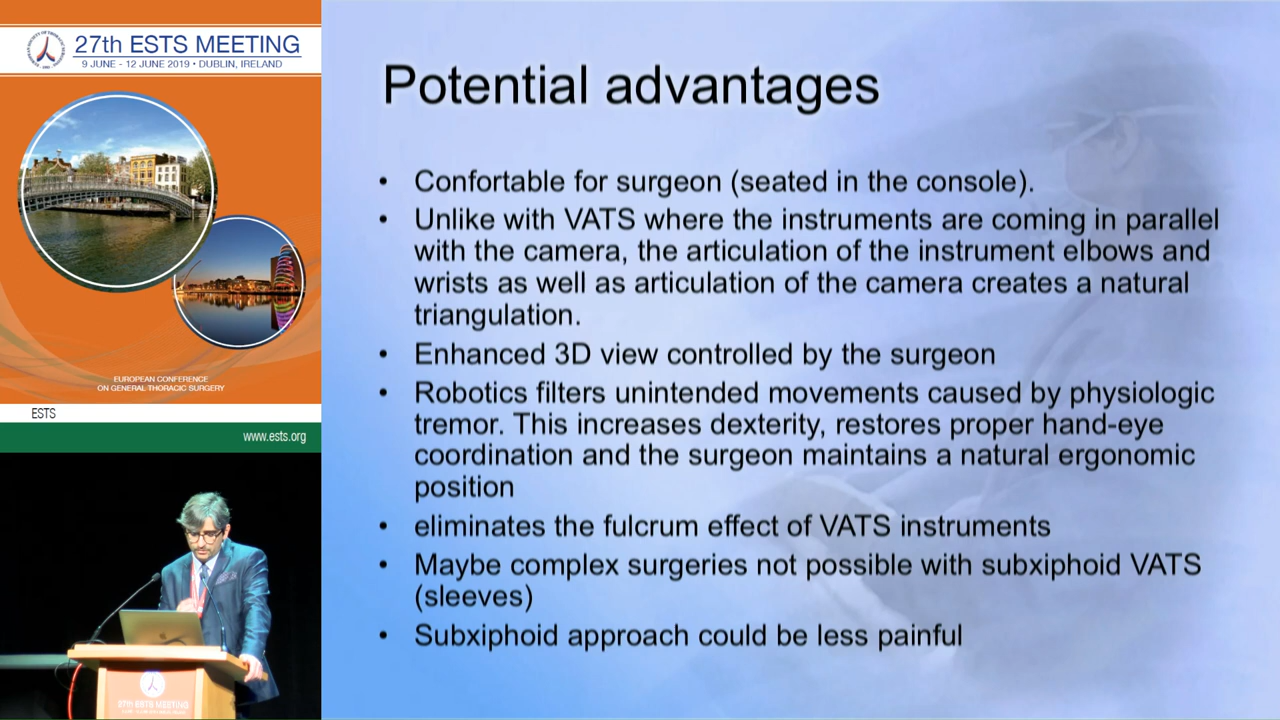 27th ESTS MEETING
9 JUNE - 12 JUNE 2019 • DUBLIN, IRELAND
EUROPEAN CONFERENCE
ON GENERAL THORACIC SURGERY
ESTS
www.ests.org
27th ESTS MEETING
Potential advantages
• Confortable for surgeon (seated in the console).
• Unlike with VATS where the instruments are coming in parallel
with the camera, the articulation of the instrument elbows and
wrists as well as articulation of the camera creates a natural
triangulation.
• Enhanced 3D view controlled by the surgeon
• Robotics filters unintended movements caused by physiologic
tremor. This increases dexterity, restores proper hand-eye
coordination and the surgeon maintains a natural ergonomic
position
• eliminates the fulcrum effect of VATS instruments
• Maybe complex surgeries not possible with subxiphoid VATS
(sleeves)
• Subxiphoid approach could be less painful